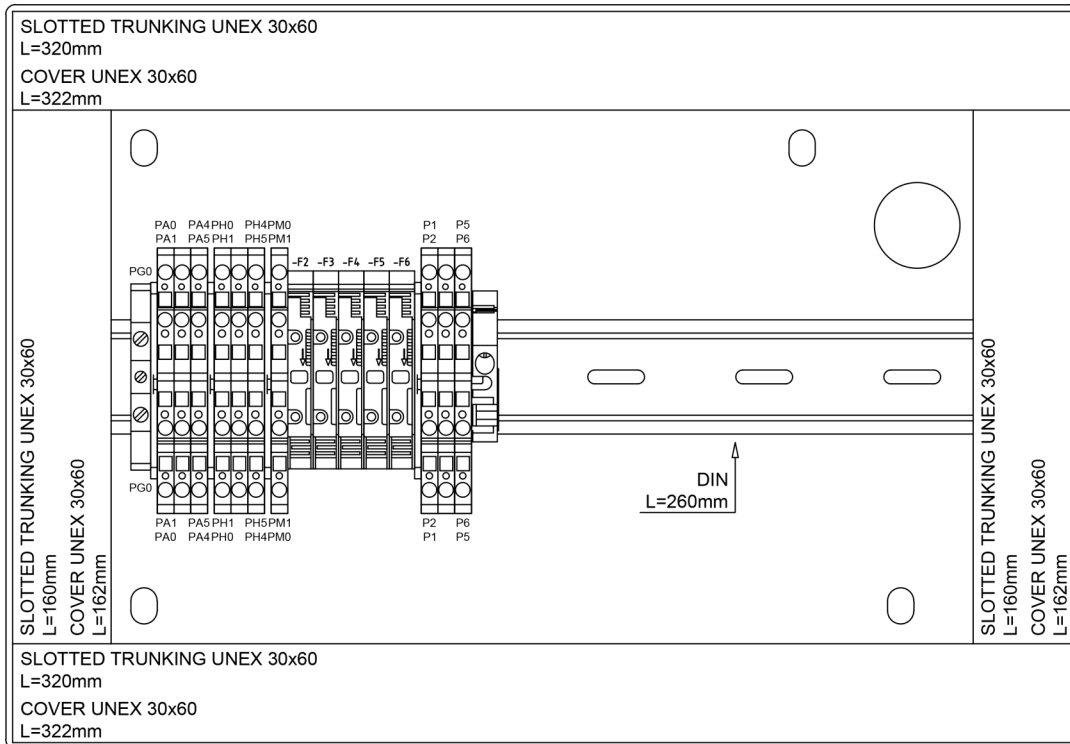 SLOTTED TRUNKING UNEX 30x60
L=320mm
COVER UNEX 30x60
L=322mm
SLOTTED TRUNKING UNEX 30x60
L=160mm
COVER UNEX 30x60
L=162mm
PA0 PA4 PH0 PH4 PM0 P1 P5
PA1 PA5 PH1 PH5 PM1 P2 P6
-F2 -F3 -F4 -F5 -F6
PG0
PG0
PA1 PA5 PH1 PH5 PM1 P2 P6
PA0 PA4 PH0 PH4 PM0 P1 P5
DIN
L=260mm
SLOTTED TRUNKING UNEX 30x60
L=160mm
COVER UNEX 30x60
L=162mm
SLOTTED TRUNKING UNEX 30x60
L=320mm
COVER UNEX 30x60
L=322mm